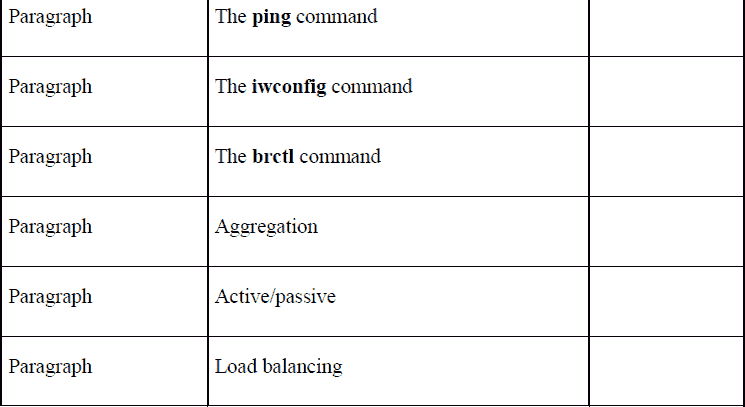 Paragraph The ping command
Paragraph The iwconfig command
Paragraph The brctl command
Paragraph Aggregation
Paragraph Active/passive
Paragraph Load balancing